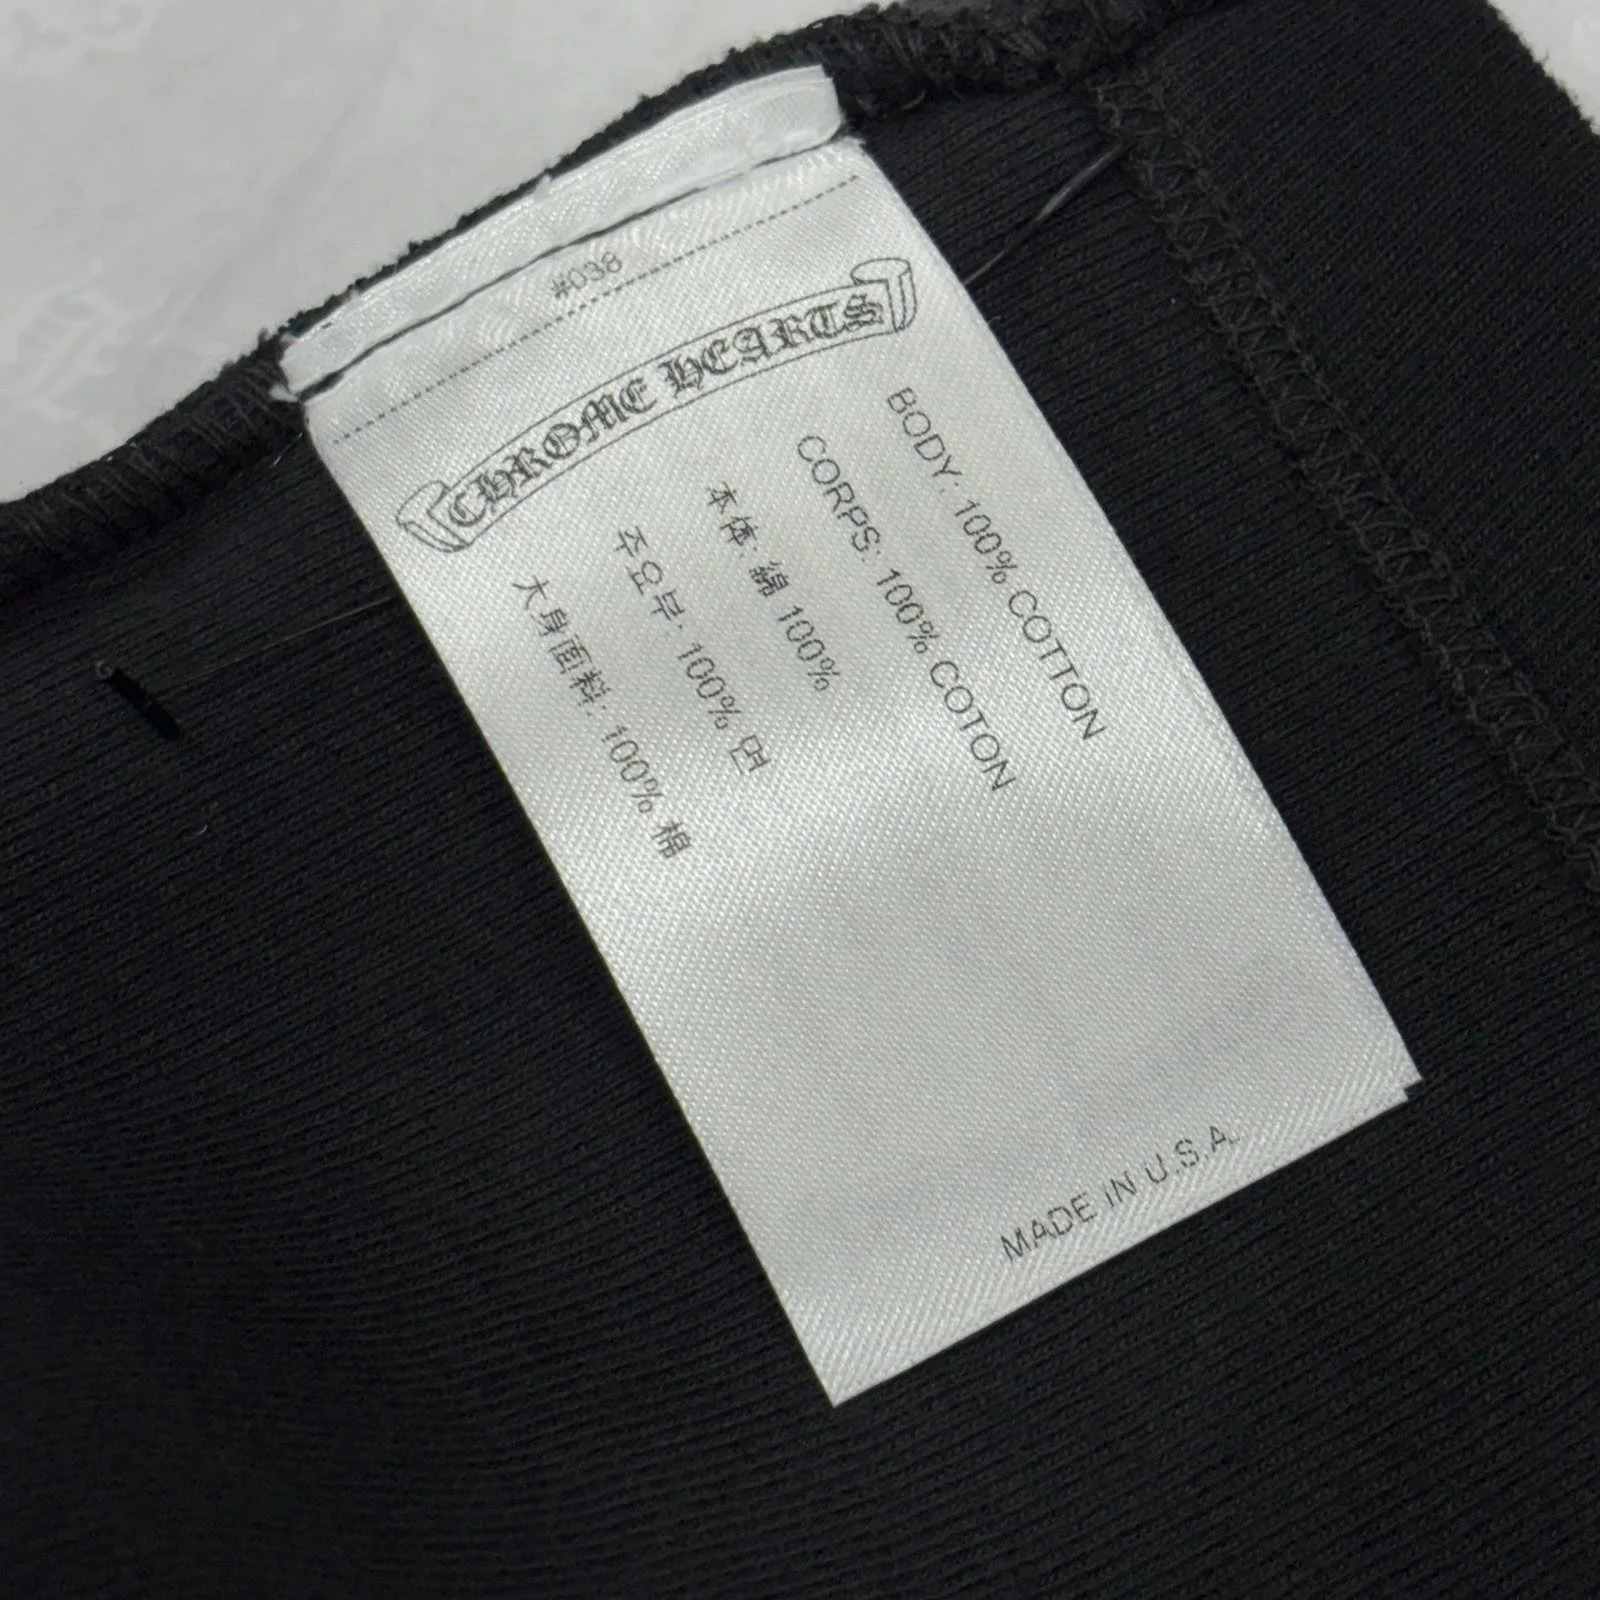 #038
CHROME HEARTS
BODY: 100% COTTON
CORPS: 100% COTON
本体: 綿 100%
주요부: 100% 면
大身面料: 100% 棉
MADE IN U.S.A.